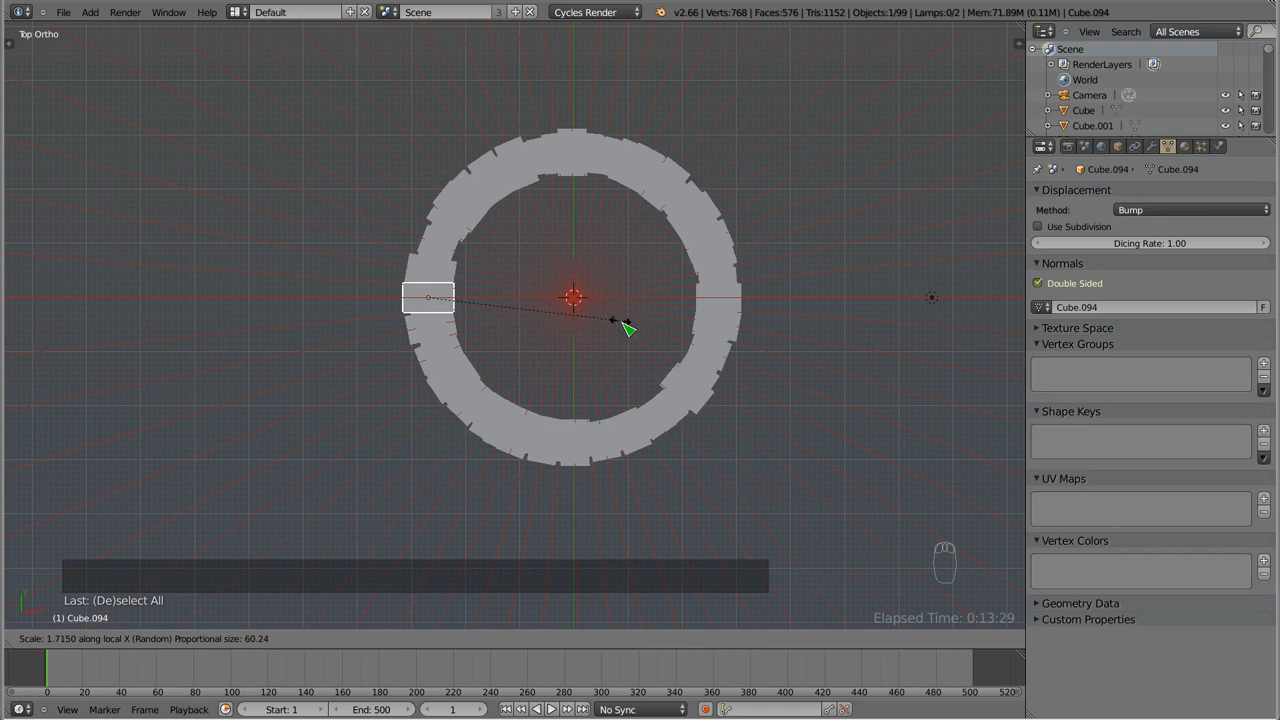 File Add Render Window Help Default Scene 3 Cycles Render v2.66 | Verts:768 | Faces:576 | Tris:1152 | Objects:1/99 | Lamps:0/2 | Mem:71.89M (0.11M) | Cube.094
Top Ortho
View Search All Scenes
Scene
RenderLayers
World
Camera
Cube
Cube.001
Cube.094 Cube.094
Displacement
Method: Bump
Use Subdivision
Dicing Rate: 1.00
Normals
Double Sided
Cube.094 F
Texture Space
Vertex Groups
Shape Keys
UV Maps
Vertex Colors
Geometry Data
Custom Properties
Last: (De)select All
(1) Cube.094
Elapsed Time: 0:13:29
Scale: 1.7150 along local X (Random) Proportional size: 60.24
0 20 40 60 80 100 120 140 160 180 200 220 240 260 280 300 320 340 360 380 400 420 440 460 480 500 520
View Marker Frame Playback Start: 1 End: 500 1 No Sync